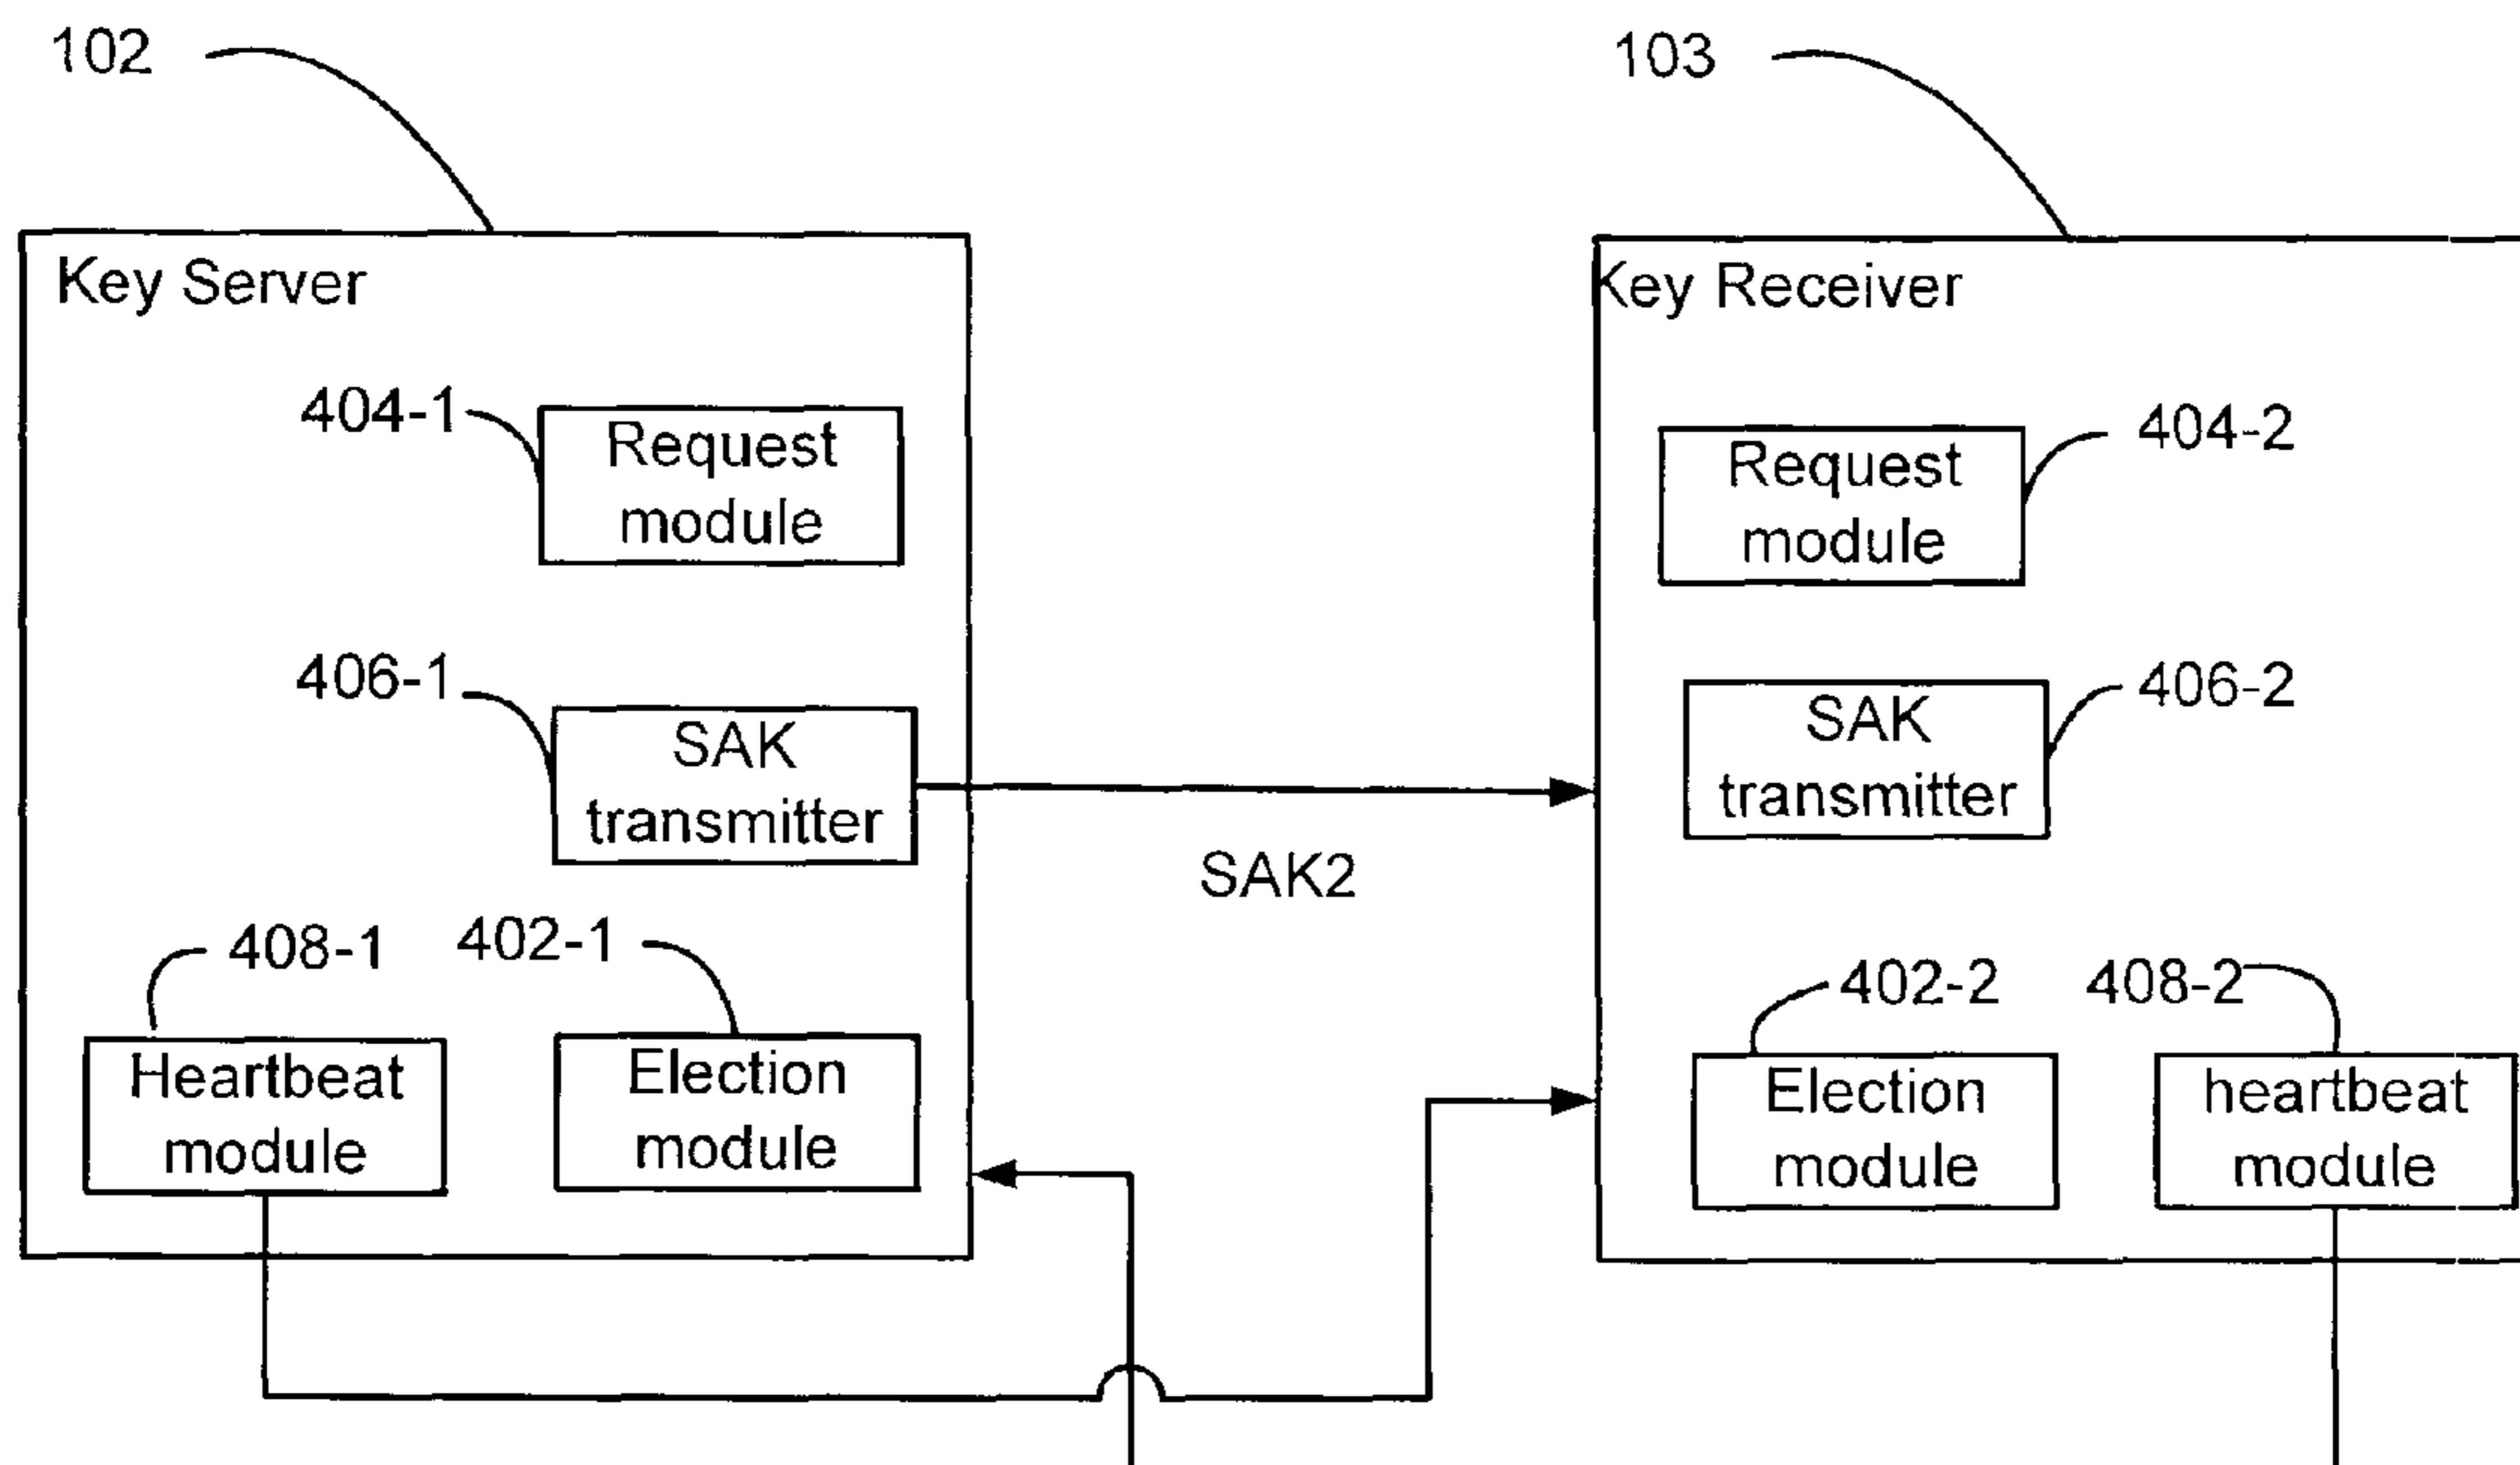 102
103
Key Server
Key Receiver
404-1
Request
module
404-2
Request
module
406-1
SAK
transmitter
406-2
SAK
transmitter
SAK2
408-1
402-1
402-2
408-2
Heartbeat
module
Election
module
Election
module
heartbeat
module